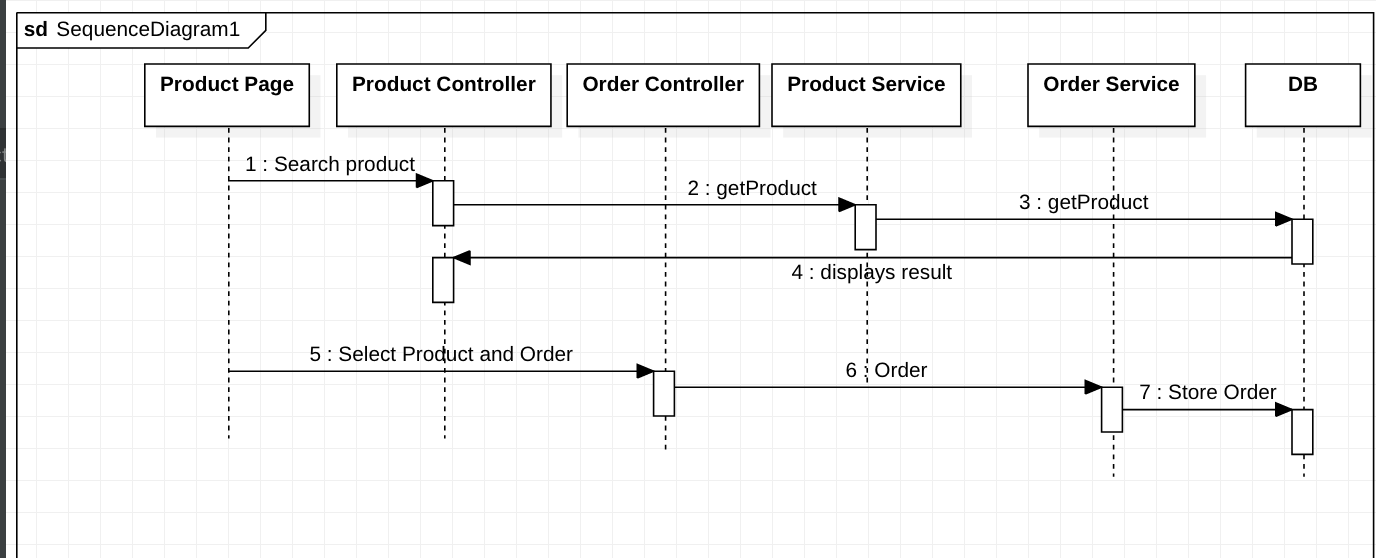 sd SequenceDiagram1
Product Page
Product Controller
Order Controller
Product Service
Order Service
DB
1 : Search product
2 : getProduct
3 : getProduct
4 : displays result
5 : Select Product and Order
6 : Order
7 : Store Order